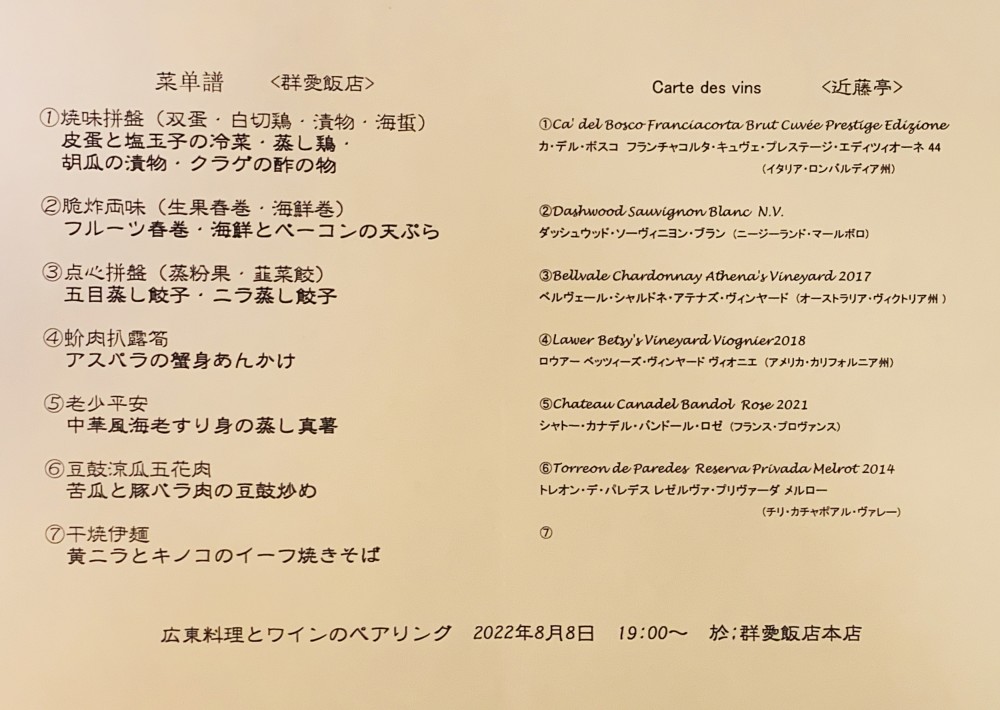 菜单譜　<群愛飯店>
①焼味拼盤（双蛋・白切鶏・漬物・海蜇）
皮蛋と塩玉子の冷菜・蒸し鶏・
胡瓜の漬物・クラゲの酢の物
②脆炸両味（生果春巻・海鮮巻）
フルーツ春巻・海鮮とベーコンの天ぷら
③点心拼盤（蒸粉果・韮菜餃）
五目蒸し餃子・ニラ蒸し餃子
④蚧肉扒露筍
アスパラの蟹身あんかけ
⑤老少平安
中華風海老すり身の蒸し真薯
⑥豆鼓涼瓜五花肉
苦瓜と豚バラ肉の豆鼓炒め
⑦干焼伊麺
黄ニラとキノコのイーフ焼きそば
Carte des vins　<近藤亭>
①Ca' del Bosco Franciacorta Brut Cuvée Prestige Edizione
カ・デル・ボスコ フランチャコルタ・キュヴェ・プレステージ・エディツィオーネ 44
（イタリア・ロンバルディア州）
②Dashwood Sauvignon Blanc N.V.
ダッシュウッド・ソーヴィニヨン・ブラン（ニージーランド・マールボロ）
③Bellvale Chardonnay Athena's Vineyard 2017
ベルヴェール・シャルドネ・アテナズ・ヴィンヤード（オーストラリア・ヴィクトリア州 ）
④Lawer Betsy's Vineyard Viognier2018
ロウアー ベッツィーズ・ヴィンヤード ヴィオニエ（アメリカ・カリフォルニア州）
⑤Chateau Canadel Bandol Rose 2021
シャトー・カナデル・バンドール・ロゼ（フランス・プロヴァンス）
⑥Torreon de Paredes Reserva Privada Melrot 2014
トレオン・デ・パレデス レゼルヴァ・プリヴァーダ メルロー
（チリ・カチャポアル・ヴァレー）
⑦
広東料理とワインのペアリング　2022年8月8日　19:00～　於;群愛飯店本店